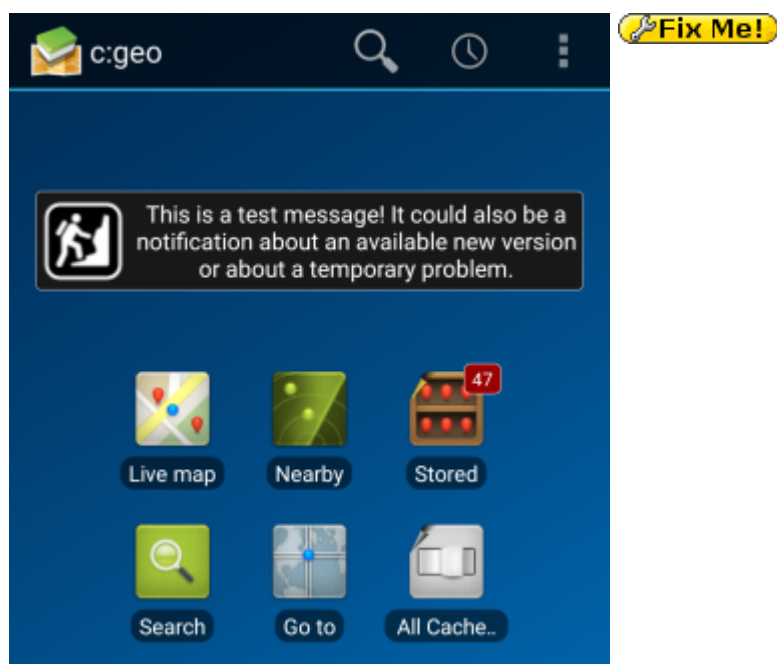 c:geo
Fix Me!
This is a test message! It could also be a
notification about an available new version
or about a temporary problem.
47
Live map
Nearby
Stored
Search
Go to
All Cache..